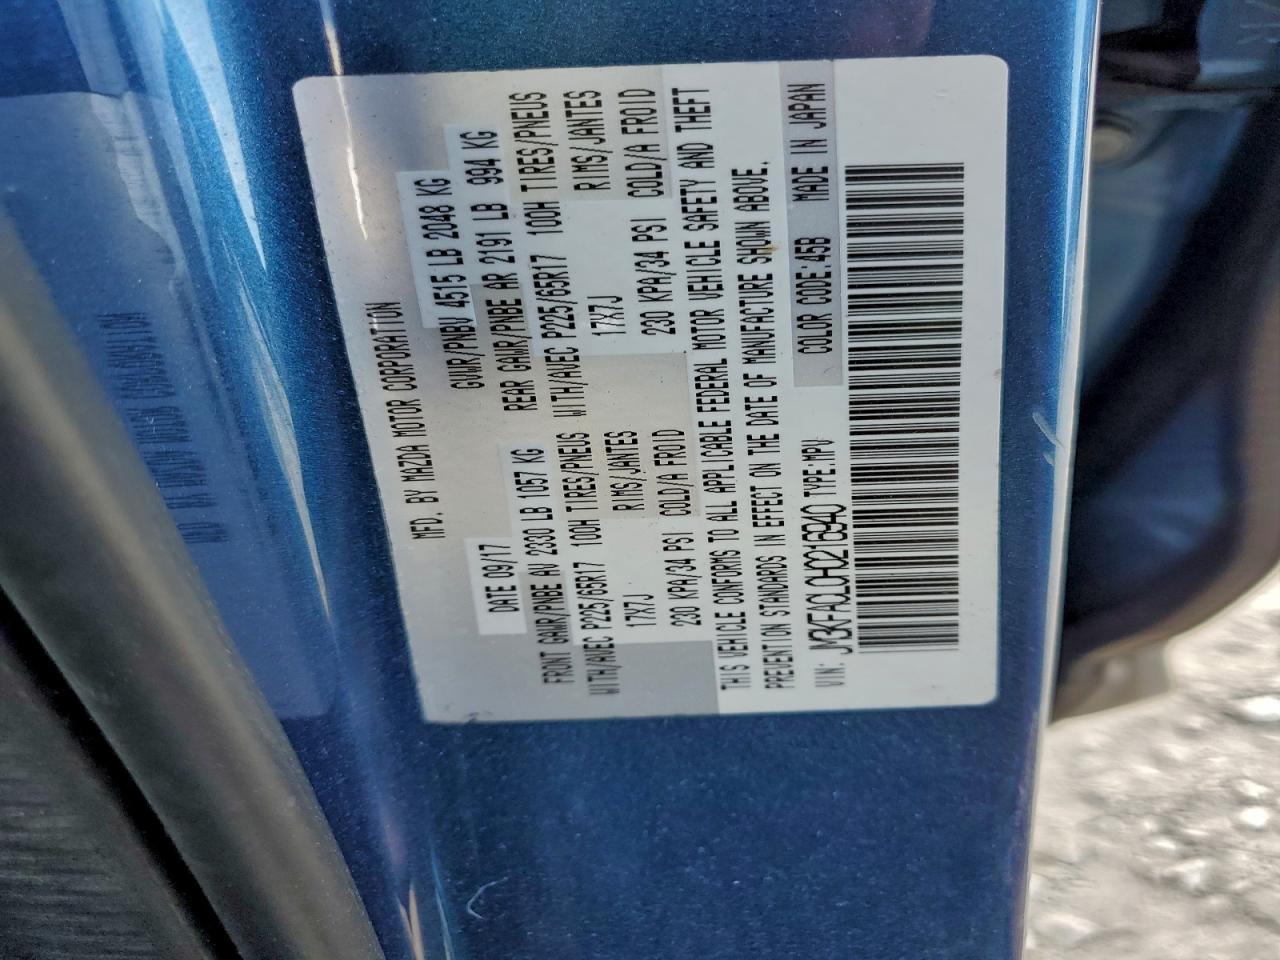 MFD. BY MAZDA MOTOR CORPORATION
DATE 09/17 GVWR/PNBV 4515 LB 2048 KG
FRONT GAWR/PNBE AV 2330 LB 1057 KG REAR GAWR/PNBE AR 2191 LB 994 KG
WITH/AVEC P225/65R17 100H TIRES/PNEUS WITH/AVEC P225/65R17 100H TIRES/PNEUS
17X7J RIMS/JANTES 17X7J RIMS/JANTES
230 KPA/34 PSI COLD/A FROID 230 KPA/34 PSI COLD/A FROID
THIS VEHICLE CONFORMS TO ALL APPLICABLE FEDERAL MOTOR VEHICLE SAFETY AND THEFT
PREVENTION STANDARDS IN EFFECT ON THE DATE OF MANUFACTURE SHOWN ABOVE.
VIN: JM3KFACL0H0216940 TYPE:MPV COLOR CODE:45B MADE IN JAPAN